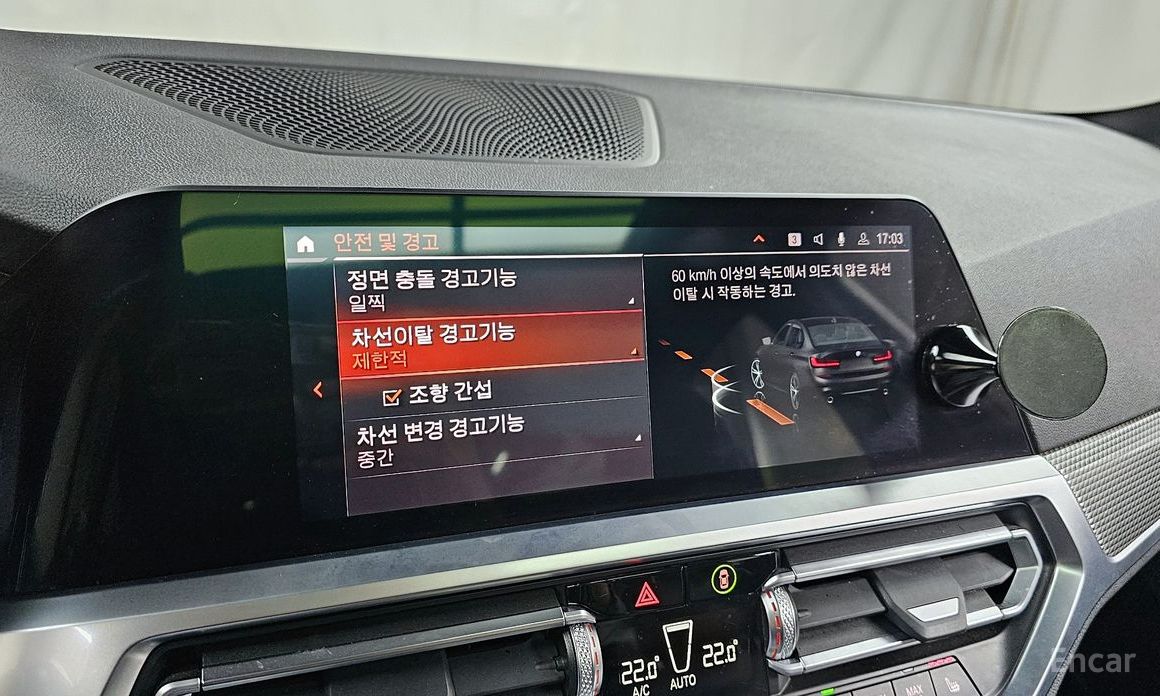 안전 및 경고
3
17:03
정면 충돌 경고기능
일찍
차선이탈 경고기능
제한적
조향 간섭
차선 변경 경고기능
중간
60 km/h 이상의 속도에서 의도치 않은 차선
이탈 시 작동하는 경고.
22.0°
22.0°
A/C
AUTO
MAX
Encar